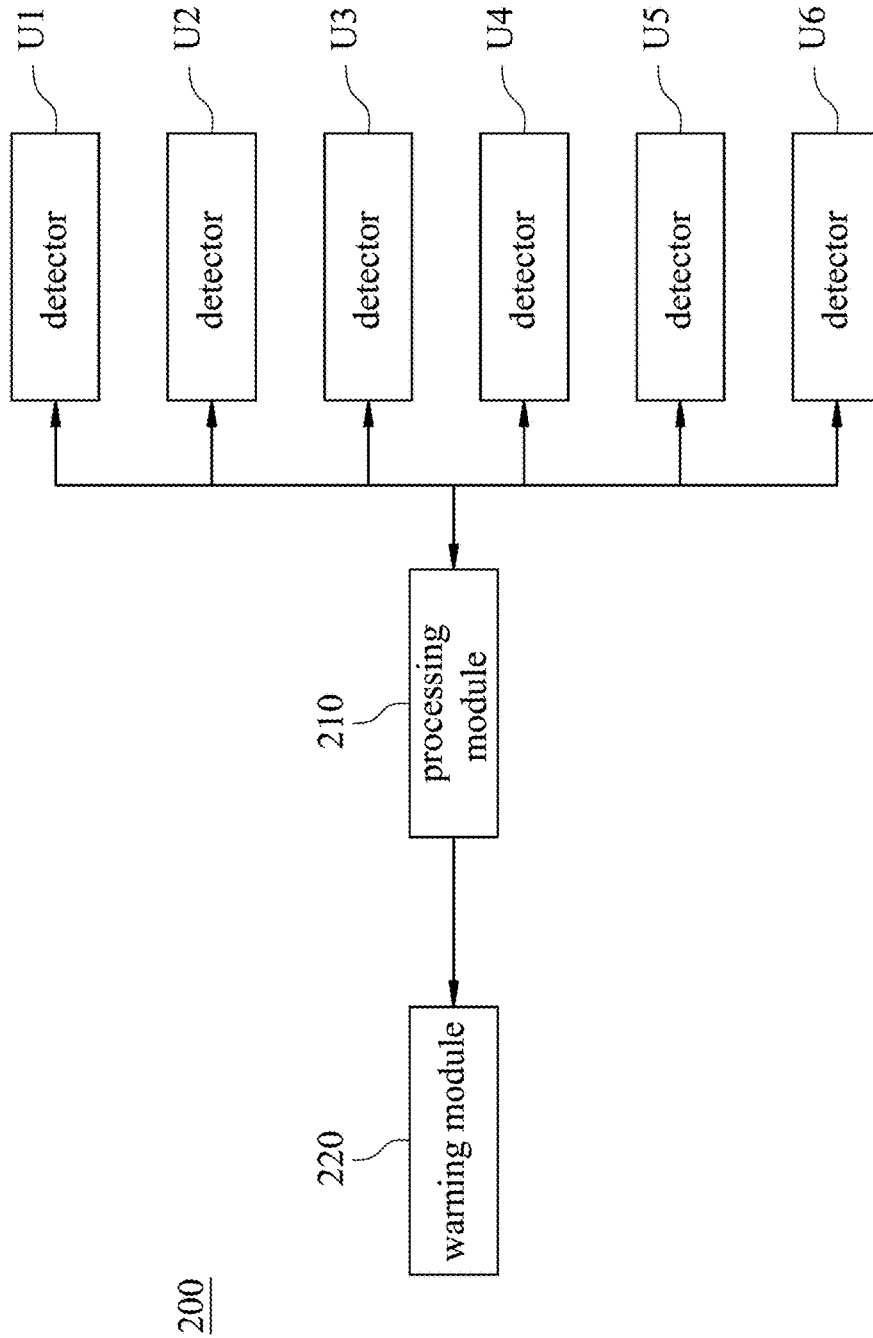 200
220
warning module
210
processing
module
detector
U1
detector
U2
detector
U3
detector
U4
detector
U5
detector
U6